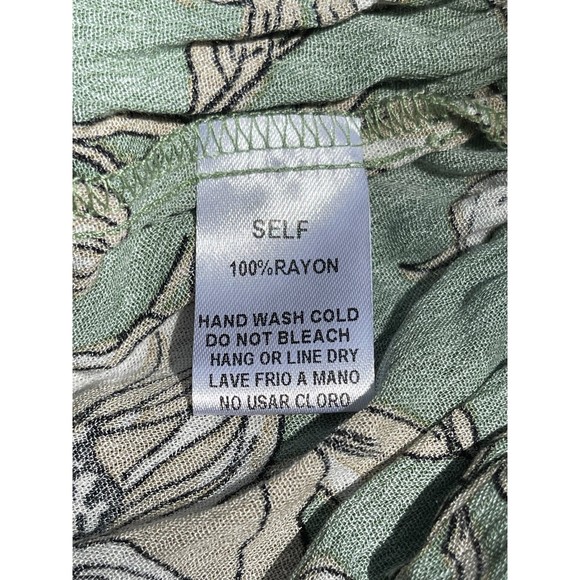 SELF
100%RAYON
HAND WASH COLD
DO NOT BLEACH
HANG OR LINE DRY
LAVE FRIO A MANO
NO USAR CLORO